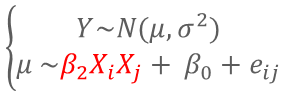 Y~N(μ, σ²)
μ ~β₂XᵢXⱼ + β₀ + eᵢⱼ